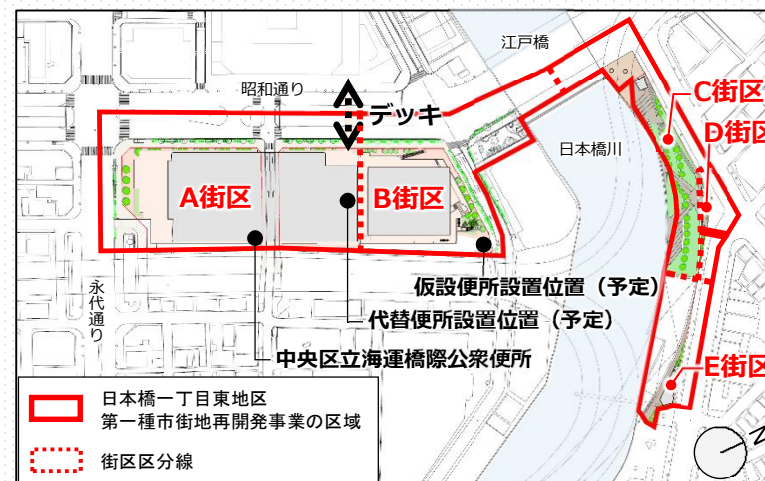 江戸橋
昭和通り
デッキ
C街区
D街区
日本橋川
A街区
B街区
仮設便所設置位置（予定）
代替便所設置位置（予定）
永代通り
中央区立海運橋際公衆便所
E街区
日本橋一丁目東地区
第一種市街地再開発事業の区域
街区区分線
N